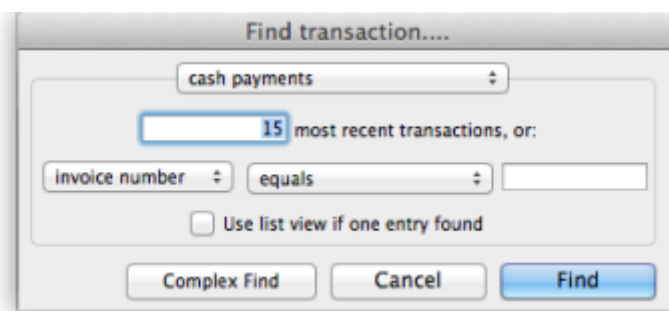 Find transaction....
cash payments
15 most recent transactions, or:
invoice number equals
Use list view if one entry found
Complex Find Cancel Find